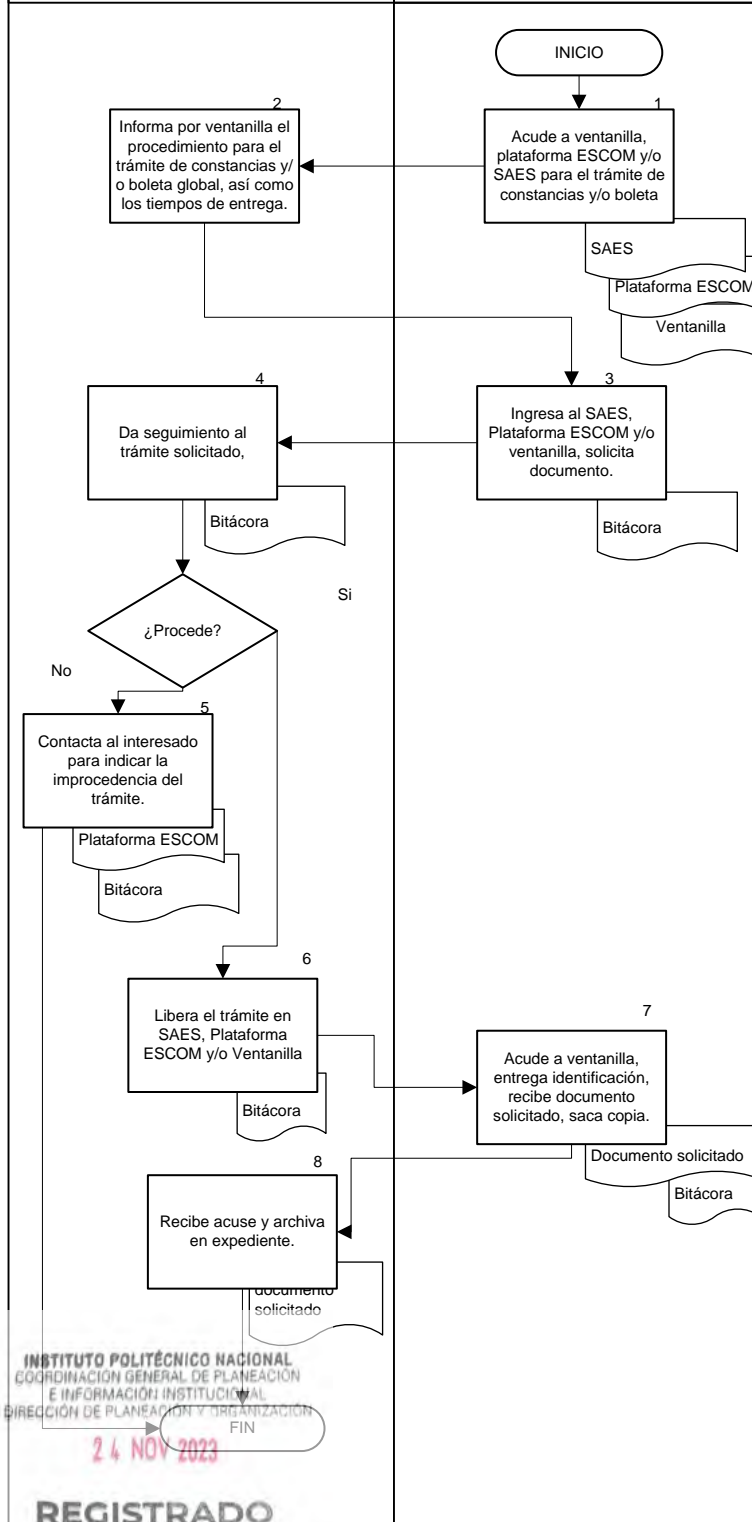 INICIO
1
Acude a ventanilla,
plataforma ESCOM y/o
SAES para el trámite de
constancias y/o boleta
SAES
Plataforma ESCOM
Ventanilla
2
Informa por ventanilla el
procedimiento para el
trámite de constancias y/
o boleta global, así como
los tiempos de entrega.
3
Ingresa al SAES,
Plataforma ESCOM y/o
ventanilla, solicita
documento.
Bitácora
4
Da seguimiento al
trámite solicitado,
Bitácora
¿Procede?
Si
No
5
Contacta al interesado
para indicar la
improcedencia del
trámite.
Plataforma ESCOM
Bitácora
6
Libera el trámite en
SAES, Plataforma
ESCOM y/o Ventanilla
Bitácora
7
Acude a ventanilla,
entrega identificación,
recibe documento
solicitado, saca copia.
Documento solicitado
Bitácora
8
Recibe acuse y archiva
en expediente.
documento
solicitado
INSTITUTO POLITÉCNICO NACIONAL
COORDINACIÓN GENERAL DE PLANEACIÓN
E INFORMACIÓN INSTITUCIONAL
DIRECCIÓN DE PLANEACIÓN Y ORGANIZACIÓN
FIN
24 NOV 2023
REGISTRADO